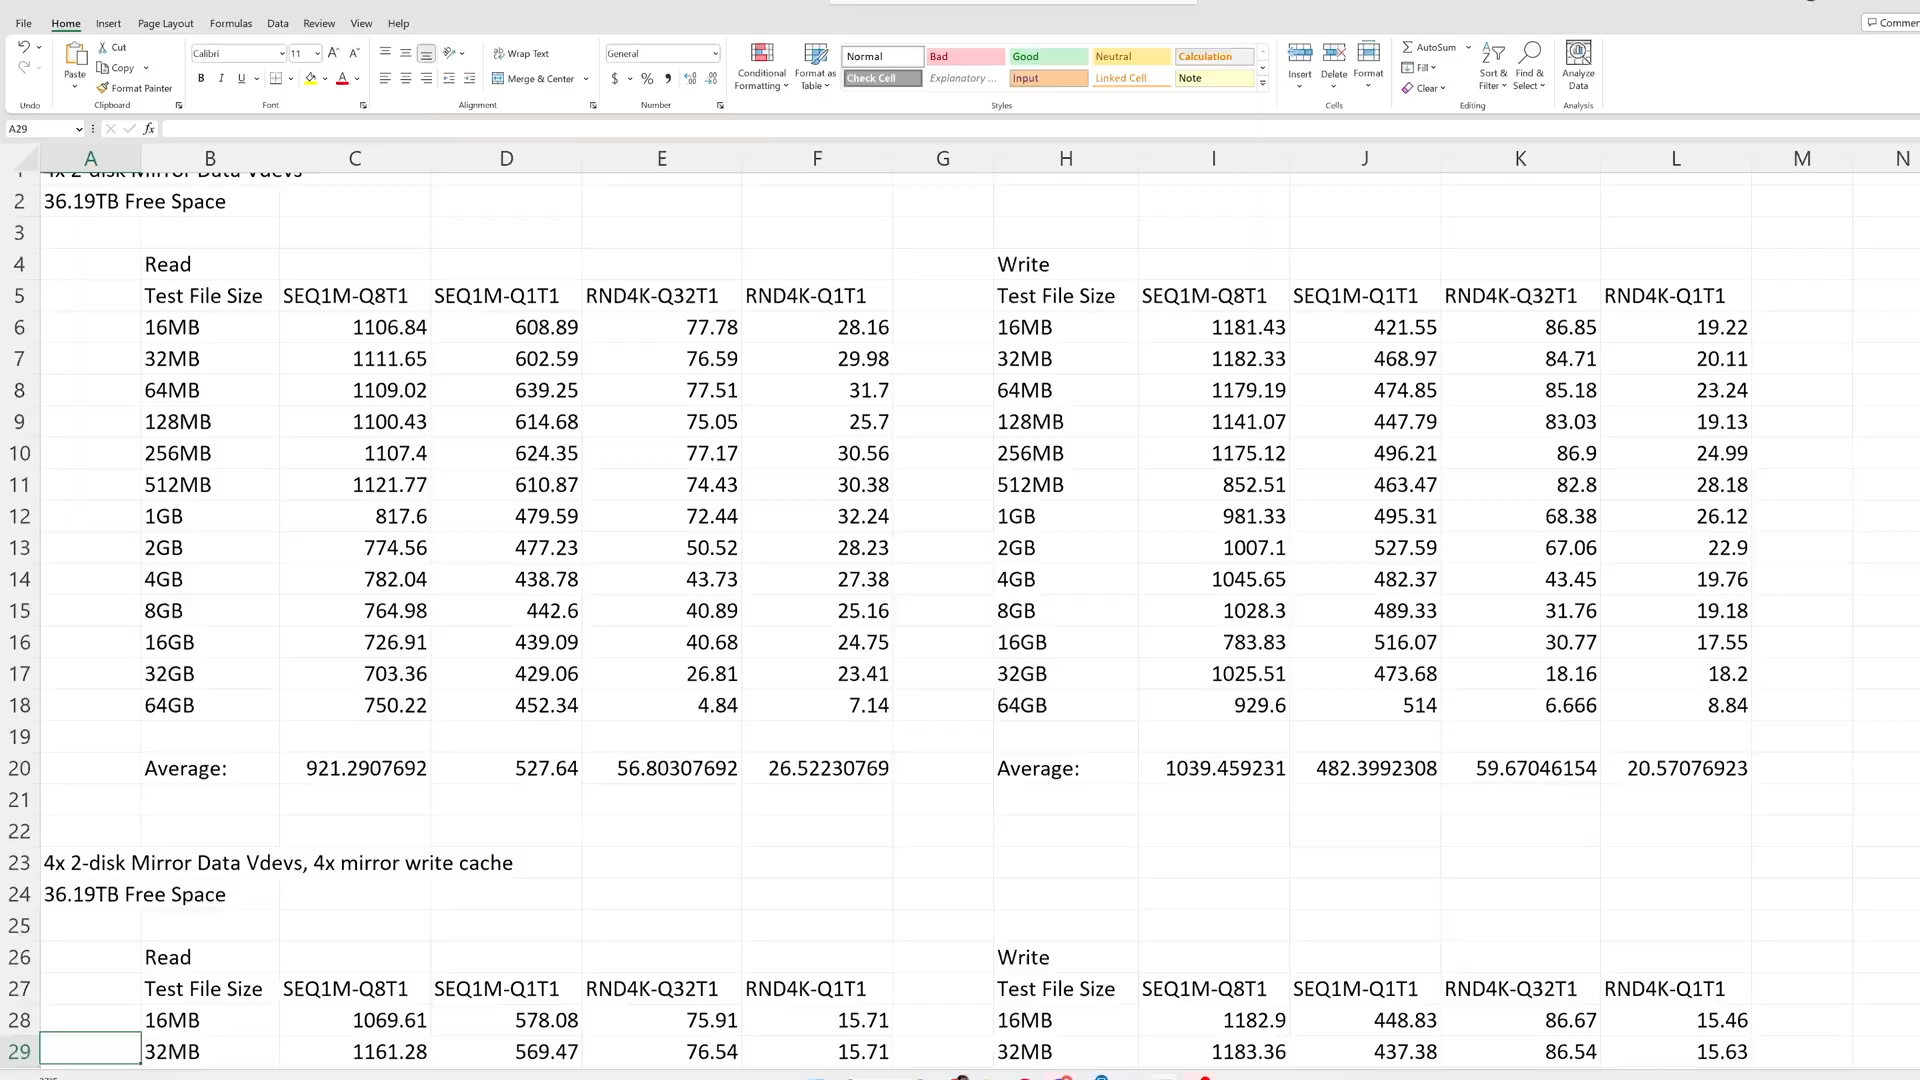 File Home Insert Page Layout Formulas Data Review View Help
Undo
Paste Cut Copy Format Painter Clipboard
Calibri 11 B I U Font
Wrap Text Merge & Center Alignment
General $ % Number
Conditional Formatting Format as Table
Normal Bad Good Neutral Calculation
Check Cell Explanatory ... Input Linked Cell Note
Styles
Insert Delete Format Cells
AutoSum Fill Clear Sort & Filter Find & Select Editing
Analyze Data Analysis
A29 fx
A B C D E F G H I J K L M N
1 4x 2-disk Mirror Data Vdevs
2 36.19TB Free Space
3
4 Read Write
5 Test File Size SEQ1M-Q8T1 SEQ1M-Q1T1 RND4K-Q32T1 RND4K-Q1T1 Test File Size SEQ1M-Q8T1 SEQ1M-Q1T1 RND4K-Q32T1 RND4K-Q1T1
6 16MB 1106.84 608.89 77.78 28.16 16MB 1181.43 421.55 86.85 19.22
7 32MB 1111.65 602.59 76.59 29.98 32MB 1182.33 468.97 84.71 20.11
8 64MB 1109.02 639.25 77.51 31.7 64MB 1179.19 474.85 85.18 23.24
9 128MB 1100.43 614.68 75.05 25.7 128MB 1141.07 447.79 83.03 19.13
10 256MB 1107.4 624.35 77.17 30.56 256MB 1175.12 496.21 86.9 24.99
11 512MB 1121.77 610.87 74.43 30.38 512MB 852.51 463.47 82.8 28.18
12 1GB 817.6 479.59 72.44 32.24 1GB 981.33 495.31 68.38 26.12
13 2GB 774.56 477.23 50.52 28.23 2GB 1007.1 527.59 67.06 22.9
14 4GB 782.04 438.78 43.73 27.38 4GB 1045.65 482.37 43.45 19.76
15 8GB 764.98 442.6 40.89 25.16 8GB 1028.3 489.33 31.76 19.18
16 16GB 726.91 439.09 40.68 24.75 16GB 783.83 516.07 30.77 17.55
17 32GB 703.36 429.06 26.81 23.41 32GB 1025.51 473.68 18.16 18.2
18 64GB 750.22 452.34 4.84 7.14 64GB 929.6 514 6.666 8.84
19
20 Average: 921.2907692 527.64 56.80307692 26.52230769 Average: 1039.459231 482.3992308 59.67046154 20.57076923
21
22
23 4x 2-disk Mirror Data Vdevs, 4x mirror write cache
24 36.19TB Free Space
25
26 Read Write
27 Test File Size SEQ1M-Q8T1 SEQ1M-Q1T1 RND4K-Q32T1 RND4K-Q1T1 Test File Size SEQ1M-Q8T1 SEQ1M-Q1T1 RND4K-Q32T1 RND4K-Q1T1
28 16MB 1069.61 578.08 75.91 15.71 16MB 1182.9 448.83 86.67 15.46
29 32MB 1161.28 569.47 76.54 15.71 32MB 1183.36 437.38 86.54 15.63